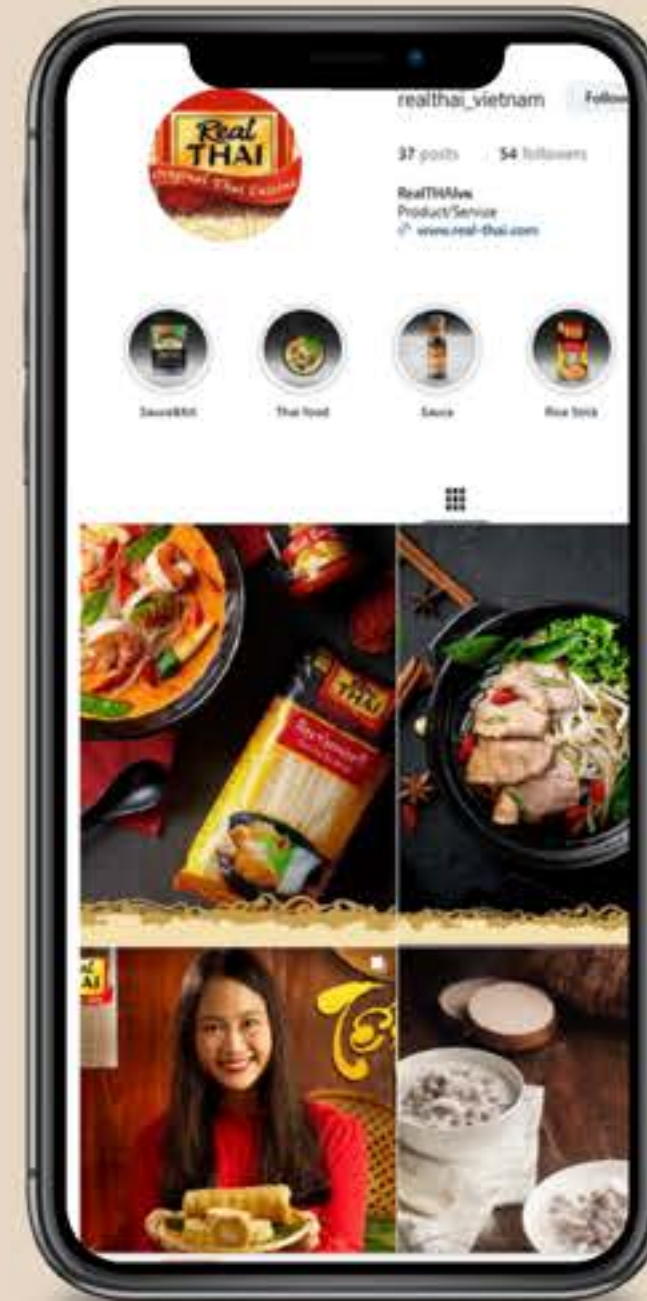 Real
THAI
Original Thai Cuisine
realthai_vietnam
37 posts 54 followers
RealTHAIvn
Product/Service
www.real-thai.com
Thai food
Sauce
Rice Stick
Real
THAI